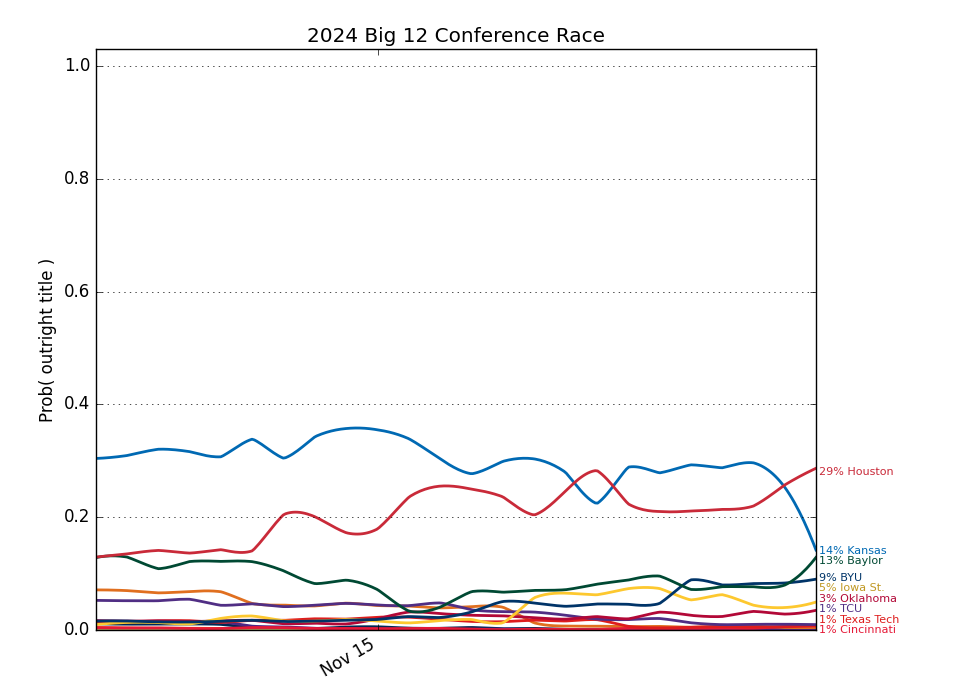 2024 Big 12 Conference Race
1.0
0.8
0.6
0.4
0.2
0.0
Prob( outright title )
Nov 15
29% Houston
14% Kansas
13% Baylor
9% BYU
5% Iowa St.
3% Oklahoma
1% TCU
1% Texas Tech
1% Cincinnati